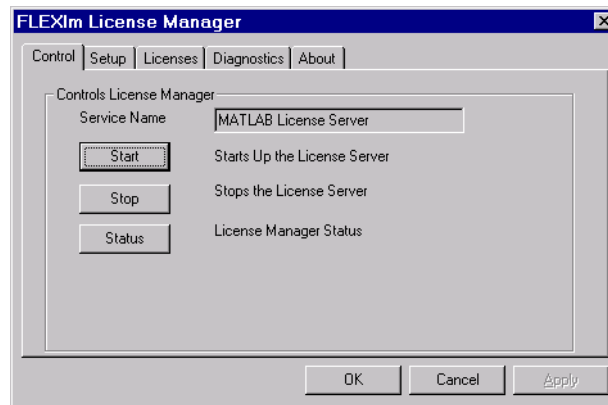 FLEXlm License Manager
Control Setup Licenses Diagnostics About
Controls License Manager
Service Name MATLAB License Server
Start Starts Up the License Server
Stop Stops the License Server
Status License Manager Status
OK Cancel Apply